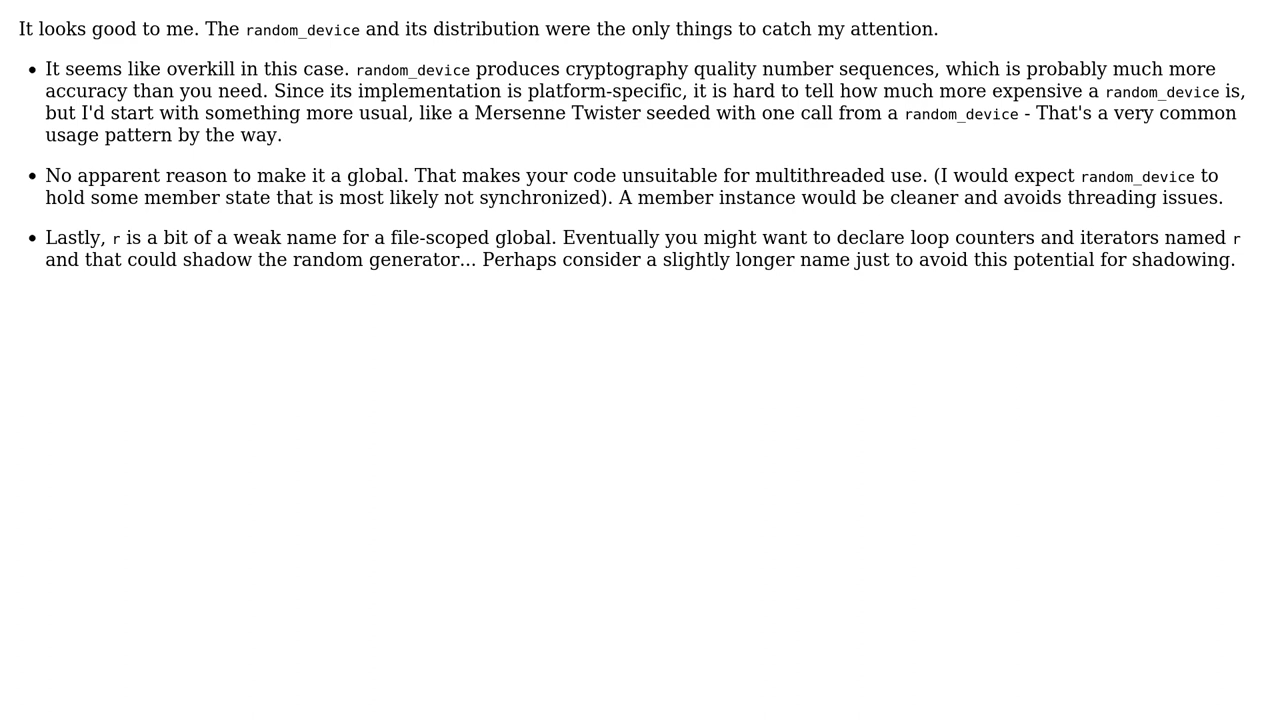 It looks good to me. The random_device and its distribution were the only things to catch my attention.
• It seems like overkill in this case. random_device produces cryptography quality number sequences, which is probably much more
accuracy than you need. Since its implementation is platform-specific, it is hard to tell how much more expensive a random_device is,
but I'd start with something more usual, like a Mersenne Twister seeded with one call from a random_device - That's a very common
usage pattern by the way.
• No apparent reason to make it a global. That makes your code unsuitable for multithreaded use. (I would expect random_device to
hold some member state that is most likely not synchronized). A member instance would be cleaner and avoids threading issues.
• Lastly, r is a bit of a weak name for a file-scoped global. Eventually you might want to declare loop counters and iterators named r
and that could shadow the random generator... Perhaps consider a slightly longer name just to avoid this potential for shadowing.